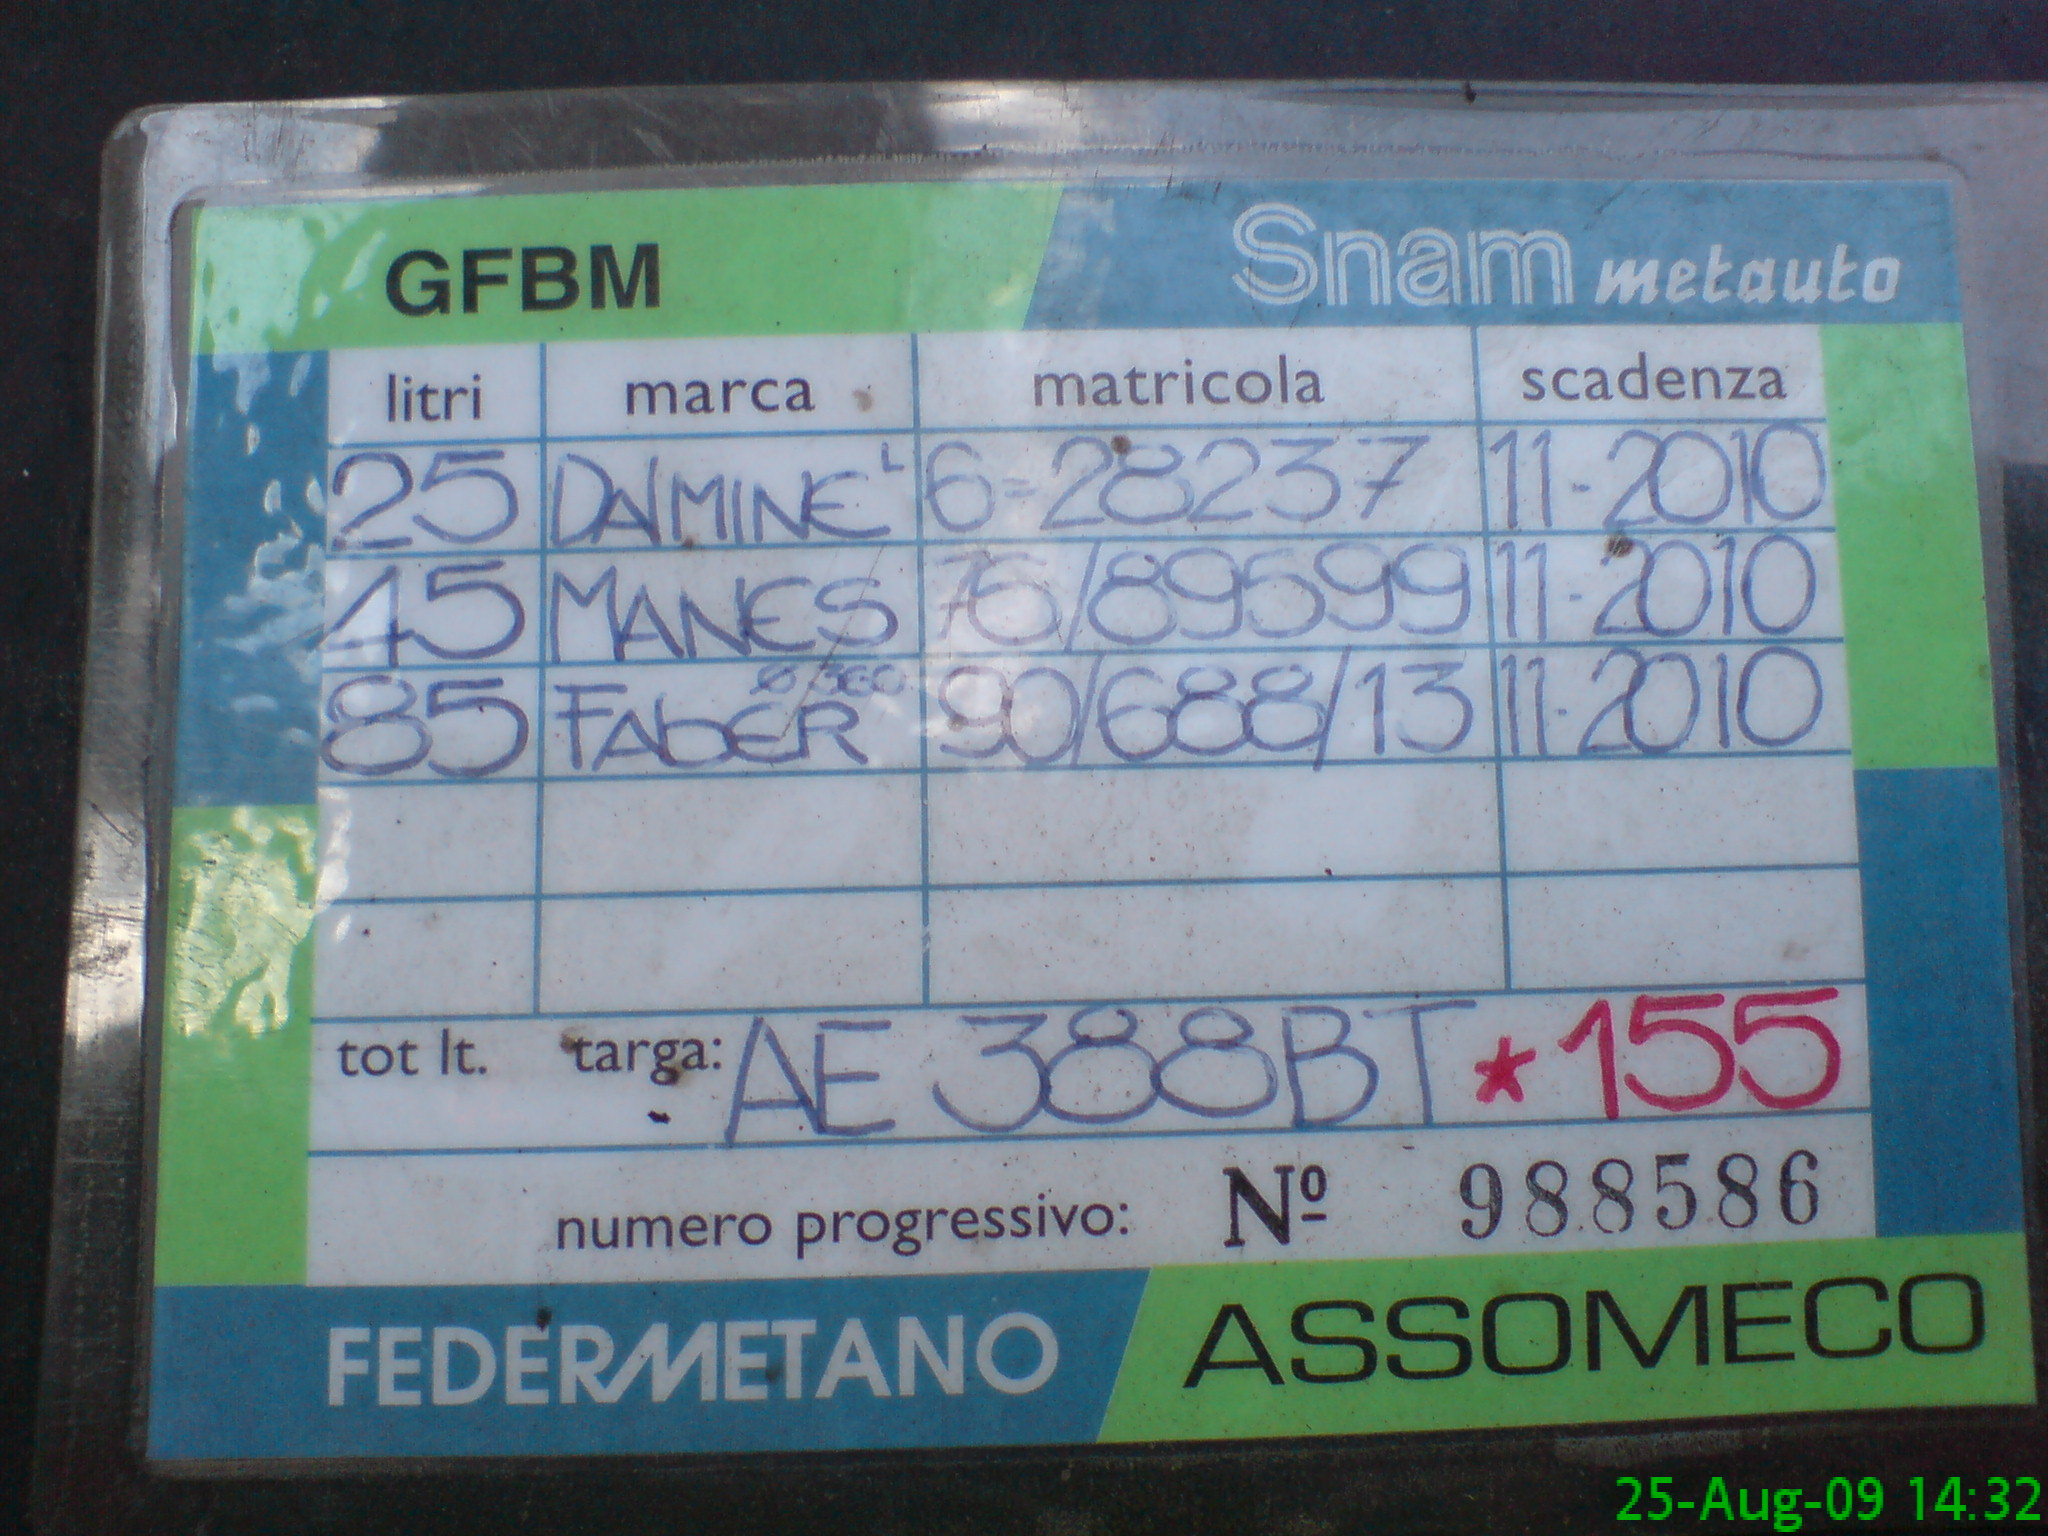 GFBM Snam metauto
litri marca matricola scadenza
25 DAlMINE L 6=28237 11-2010
45 MANES 76/89599 11-2010
85 FAbER Ø 360 90/688/13 11-2010
tot lt. targa: AE 388BT *155
numero progressivo: Nº 988586
FEDERMETANO ASSOMECO
25-Aug-09 14:32